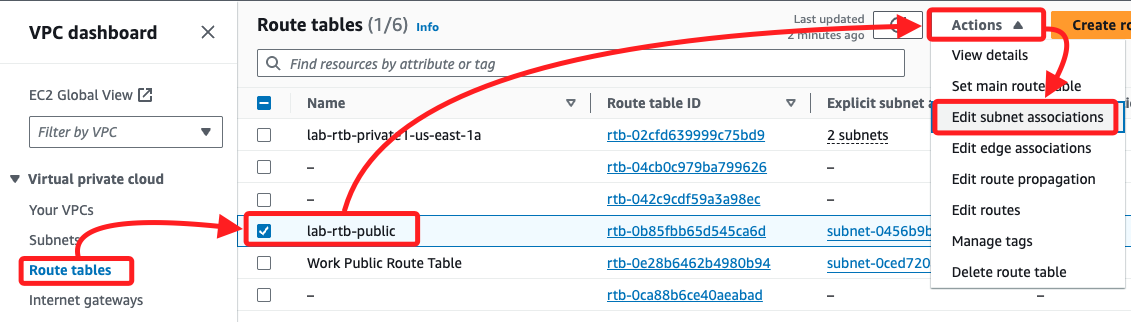 VPC dashboard
EC2 Global View
Filter by VPC
Virtual private cloud
Your VPCs
Subnets
Route tables
Internet gateways
Route tables (1/6) Info
Last updated
2 minutes ago
Actions
Create ro
Find resources by attribute or tag
Name Route table ID Explicit subnet a
lab-rtb-private1-us-east-1a rtb-02cfd639999c75bd9 2 subnets
– rtb-04cb0c979ba799626 –
– rtb-042c9cdf59a3a98ec –
lab-rtb-public rtb-0b85fbb65d545ca6d subnet-0456b9b
Work Public Route Table rtb-0e28b6462b4980b94 subnet-0ced720
– rtb-0ca88b6ce40aeabad – –
View details
Set main route table
Edit subnet associations
Edit edge associations
Edit route propagation
Edit routes
Manage tags
Delete route table